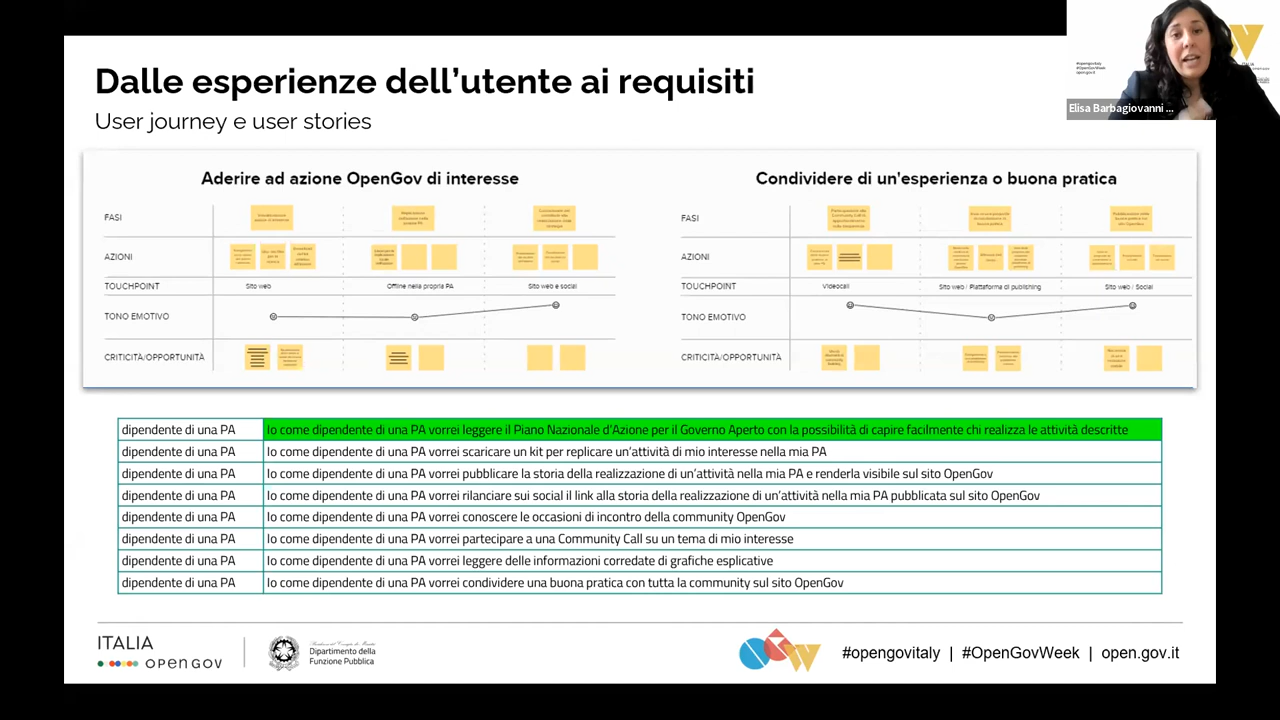 Dalle esperienze dell'utente ai requisiti
User journey e user stories
#opengovitaly
#OpenGovWeek
open.gov.it
ITALIA
Elisa Barbagiovanni ...
Aderire ad azione OpenGov di interesse
FASI
AZIONI
TOUCHPOINT
Sito web
Offline nella propria PA
Sito web e social
TONO EMOTIVO
CRITICITÀ/OPPORTUNITÀ
Condividere di un'esperienza o buona pratica
FASI
AZIONI
TOUCHPOINT
Videocall
Sito web / Piattaforma di publishing
Sito web / Social
TONO EMOTIVO
CRITICITÀ/OPPORTUNITÀ
dipendente di una PA Io come dipendente di una PA vorrei leggere il Piano Nazionale d'Azione per il Governo Aperto con la possibilità di capire facilmente chi realizza le attività descritte
dipendente di una PA Io come dipendente di una PA vorrei scaricare un kit per replicare un'attività di mio interesse nella mia PA
dipendente di una PA Io come dipendente di una PA vorrei pubblicare la storia della realizzazione di un'attività nella mia PA e renderla visibile sul sito OpenGov
dipendente di una PA Io come dipendente di una PA vorrei rilanciare sui social il link alla storia della realizzazione di un'attività nella mia PA pubblicata sul sito OpenGov
dipendente di una PA Io come dipendente di una PA vorrei conoscere le occasioni di incontro della community OpenGov
dipendente di una PA Io come dipendente di una PA vorrei partecipare a una Community Call su un tema di mio interesse
dipendente di una PA Io come dipendente di una PA vorrei leggere delle informazioni corredate di grafiche esplicative
dipendente di una PA Io come dipendente di una PA vorrei condividere una buona pratica con tutta la community sul sito OpenGov
ITALIA
OPENGOV
Dipartimento della
Funzione Pubblica
#opengovitaly | #OpenGovWeek | open.gov.it